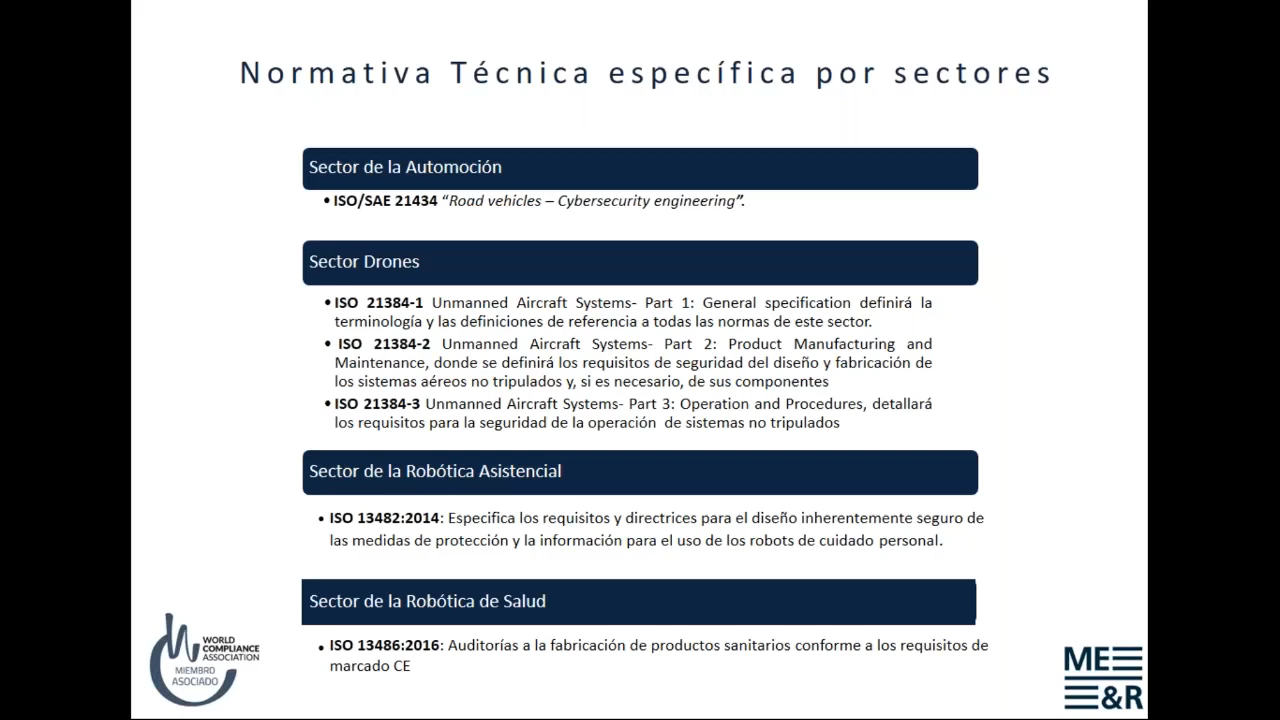 Normativa Técnica específica por sectores
Sector de la Automoción
• ISO/SAE 21434 “Road vehicles – Cybersecurity engineering”.
Sector Drones
• ISO 21384-1 Unmanned Aircraft Systems- Part 1: General specification definirá la
terminología y las definiciones de referencia a todas las normas de este sector.
• ISO 21384-2 Unmanned Aircraft Systems- Part 2: Product Manufacturing and
Maintenance, donde se definirá los requisitos de seguridad del diseño y fabricación de
los sistemas aéreos no tripulados y, si es necesario, de sus componentes
• ISO 21384-3 Unmanned Aircraft Systems- Part 3: Operation and Procedures, detallará
los requisitos para la seguridad de la operación de sistemas no tripulados
Sector de la Robótica Asistencial
• ISO 13482:2014: Especifica los requisitos y directrices para el diseño inherentemente seguro de
las medidas de protección y la información para el uso de los robots de cuidado personal.
Sector de la Robótica de Salud
• ISO 13486:2016: Auditorías a la fabricación de productos sanitarios conforme a los requisitos de
marcado CE
WORLD
COMPLIANCE
ASSOCIATION
MIEMBRO
ASOCIADO
ME
&R